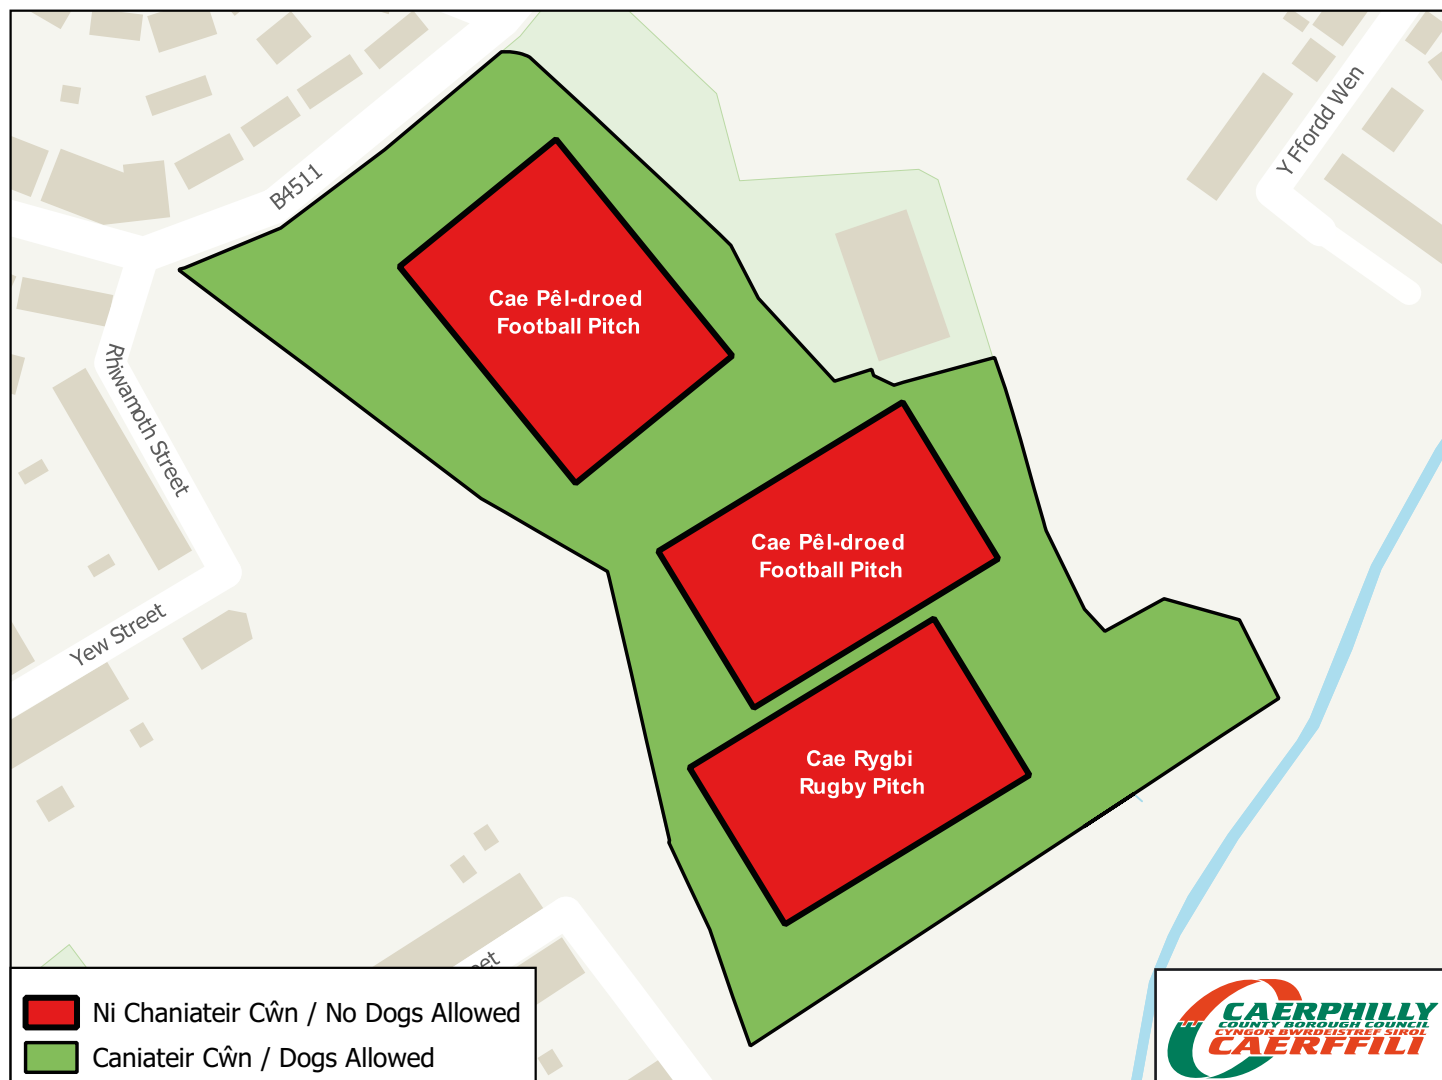 B4511
Y Ffordd Wen
Cae Pêl-droed
Football Pitch
Rhiwamoth Street
Cae Pêl-droed
Football Pitch
Yew Street
Cae Rygbi
Rugby Pitch
Ni Chaniateir Cŵn / No Dogs Allowed
Caniateir Cŵn / Dogs Allowed
CAERPHILLY
COUNTY BOROUGH COUNCIL
CYNGOR BWRDEISTREF SIROL
CAERFFILI